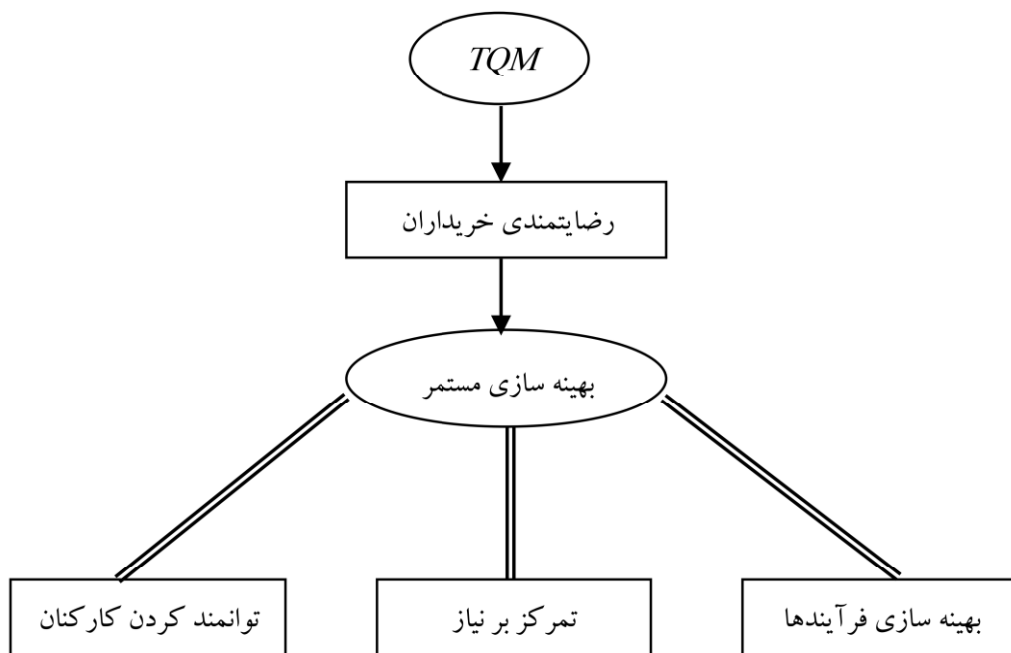 TQM
رضایتمندی خریداران
بهینه سازی مستمر
بهینه سازی فرآیندها
تمرکز بر نیاز
توانمند کردن کارکنان